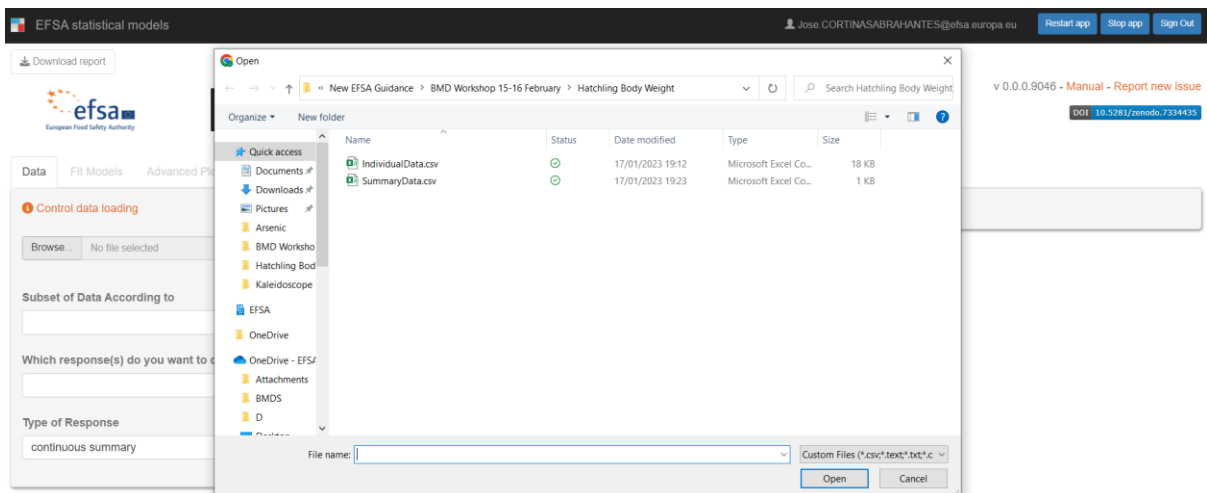 EFSA statistical models
Jose.CORTINASABRAHANTES@efsa.europa.eu
Restart app
Stop app
Sign Out
Download report
efsa
European Food Safety Authority
v 0.0.0.9046 - Manual - Report new issue
DOI 10.5281/zenodo.7334435
Data
Fit Models
Advanced Plo
Control data loading
Browse...
No file selected
Subset of Data According to
Which response(s) do you want to c
Type of Response
continuous summary
Open
« New EFSA Guidance > BMD Workshop 15-16 February > Hatchling Body Weight
Search Hatchling Body Weight
Organize
New folder
Quick access
Documents
Downloads
Pictures
Arsenic
BMD Worksho
Hatchling Bod
Kaleidoscope
EFSA
OneDrive
OneDrive - EFSA
Attachments
BMDS
D
Name Status Date modified Type Size
IndividualData.csv 17/01/2023 19:12 Microsoft Excel Co... 18 KB
SummaryData.csv 17/01/2023 19:23 Microsoft Excel Co... 1 KB
File name:
Custom Files (*.csv;*.text;*.txt;*.c
Open
Cancel